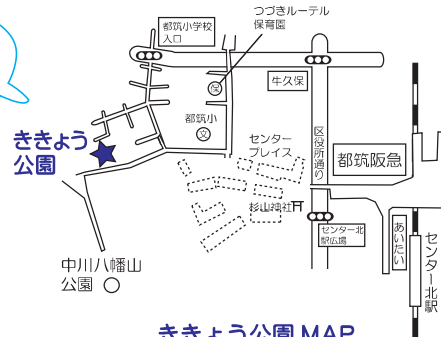 つづきルーテル
保育園
都筑小学校
入口
保
牛久保
都筑小
文
ききょう
公園
センター
プレイス
区役所通り
都筑阪急
杉山神社
センター北
駅広場
あいたい
センター北駅
中川八幡山
公園
ききょう公園 MAP